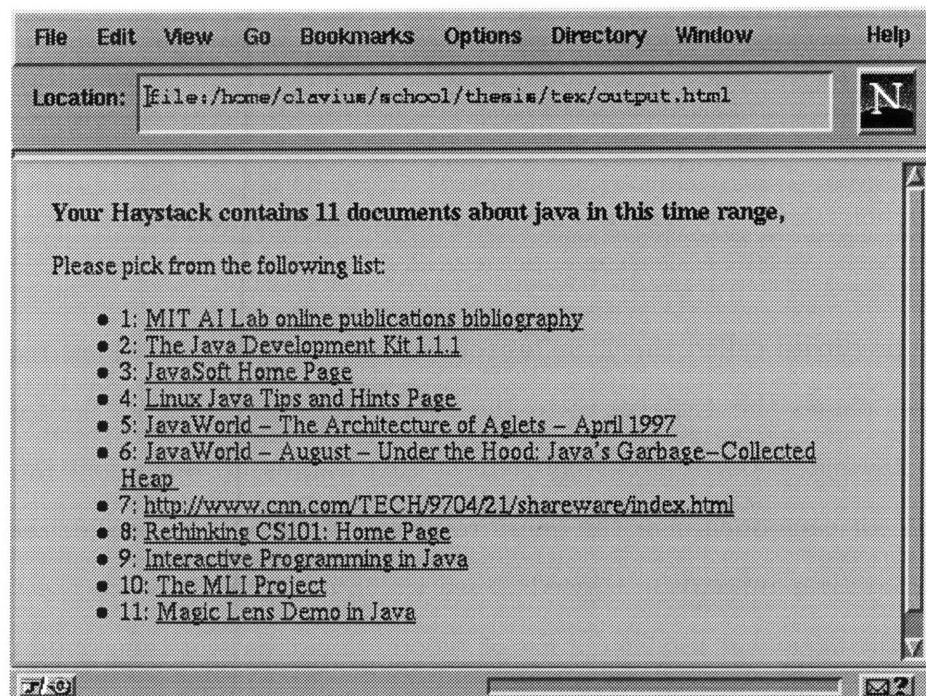 File Edit View Go Bookmarks Options Directory Window Help
Location: file:/home/clavius/school/thesis/tex/output.html
N
Your Haystack contains 11 documents about java in this time range,
Please pick from the following list:
• 1: MIT AI Lab online publications bibliography
• 2: The Java Development Kit 1.1.1
• 3: JavaSoft Home Page
• 4: Linux Java Tips and Hints Page
• 5: JavaWorld – The Architecture of Aglets – April 1997
• 6: JavaWorld – August – Under the Hood: Java's Garbage–Collected
Heap
• 7: http://www.cnn.com/TECH/9704/21/shareware/index.html
• 8: Rethinking CS101: Home Page
• 9: Interactive Programming in Java
• 10: The MLI Project
• 11: Magic Lens Demo in Java
?